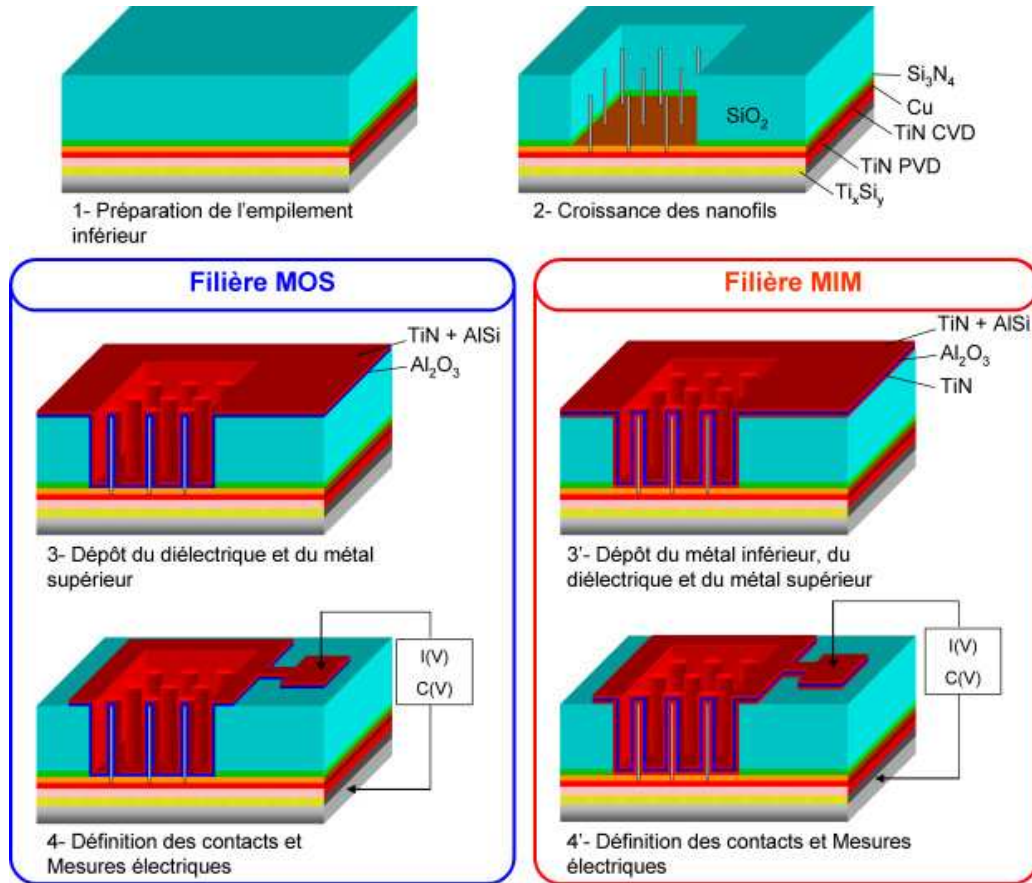 Si3N4
Cu
TiN CVD
TiN PVD
TixSiy
SiO2
1- Préparation de l'empilement
inférieur
2- Croissance des nanofils
Filière MOS
TiN + AlSi
Al2O3
3- Dépôt du diélectrique et du métal
supérieur
I(V)
C(V)
4- Définition des contacts et
Mesures électriques
Filière MIM
TiN + AlSi
Al2O3
TiN
3'- Dépôt du métal inférieur, du
diélectrique et du métal supérieur
I(V)
C(V)
4'- Définition des contacts et Mesures
électriques